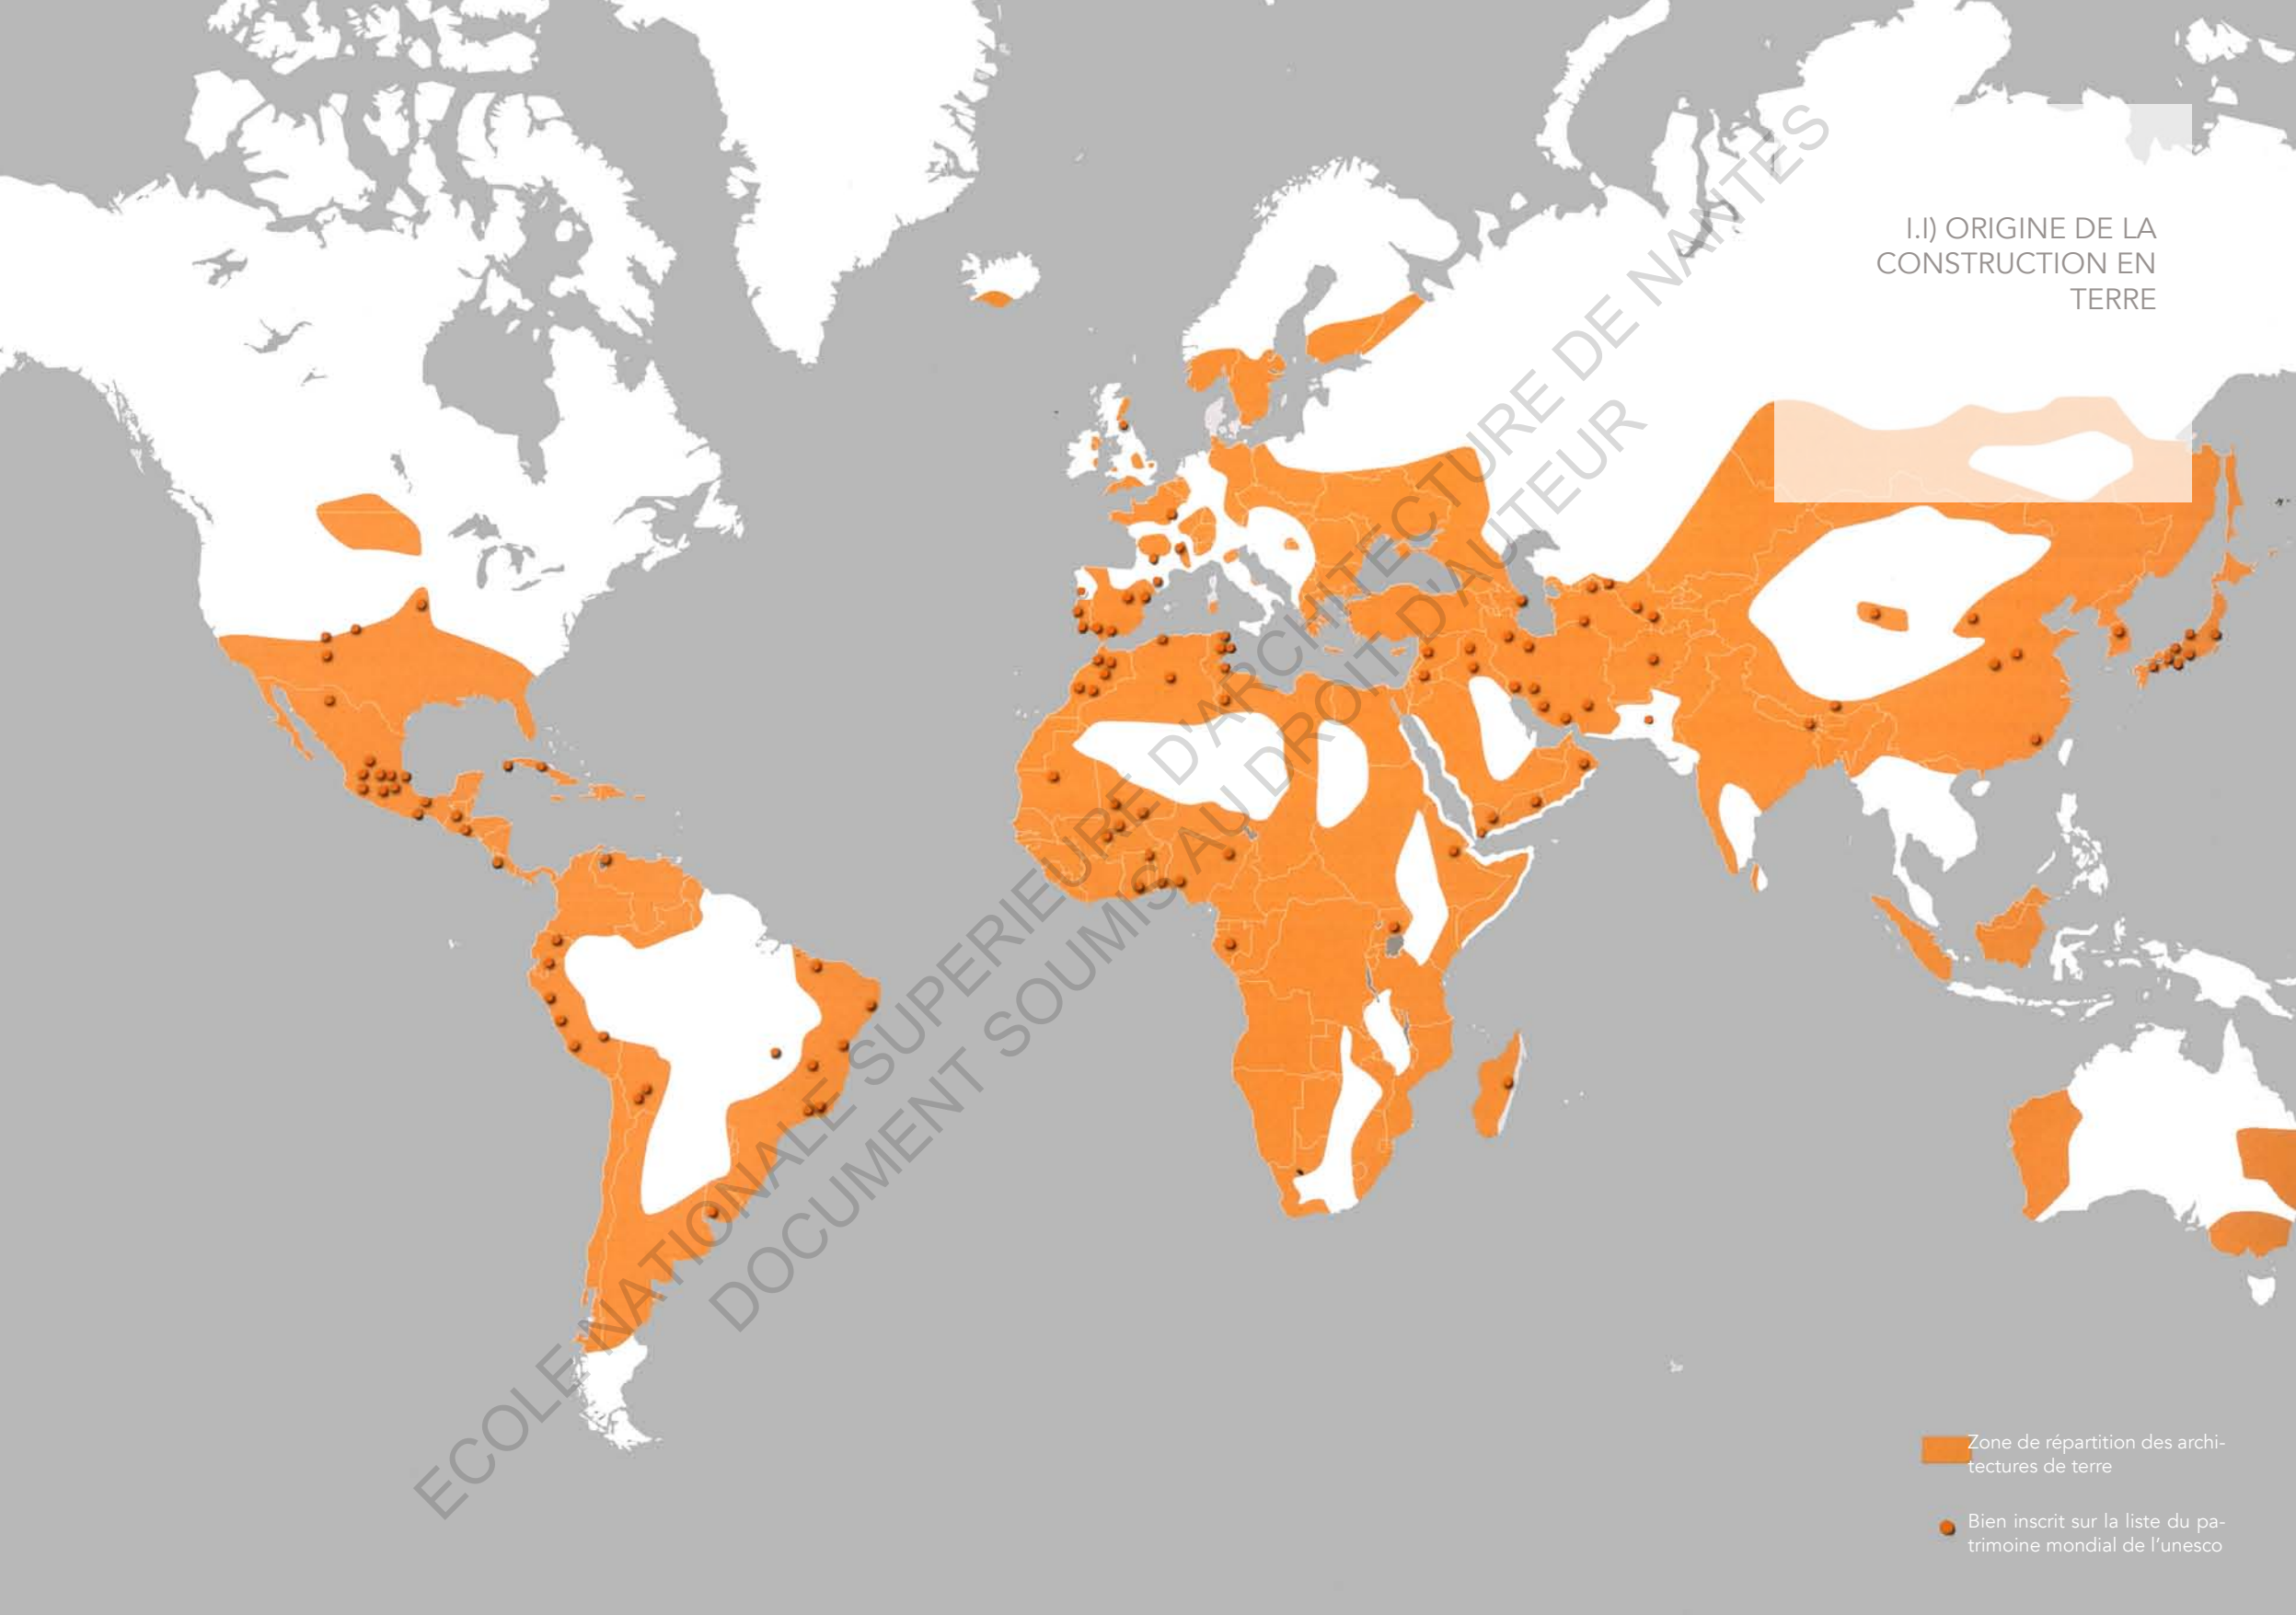 I.I) ORIGINE DE LA
CONSTRUCTION EN
TERRE
ECOLE NATIONALE SUPERIEURE D'ARCHITECTURE DE NANTES
DOCUMENT SOUMIS AU DROIT D'AUTEUR
Zone de répartition des archi-
tectures de terre
Bien inscrit sur la liste du pa-
trimoine mondial de l'unesco